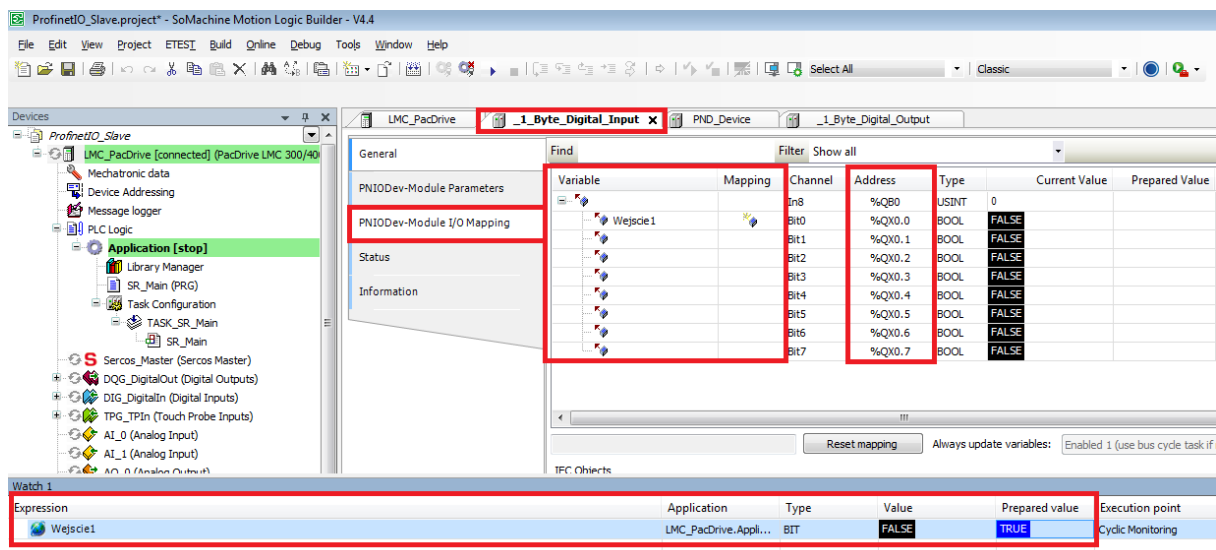 ProfinetIO_Slave.project* - SoMachine Motion Logic Builder - V4.4
File Edit View Project ETEST Build Online Debug Tools Window Help
Select All Classic
Devices
LMC_PacDrive _1_Byte_Digital_Input PND_Device _1_Byte_Digital_Output
ProfinetIO_Slave
LMC_PacDrive [connected] (PacDrive LMC 300/40
Mechatronic data
Device Addressing
Message logger
PLC Logic
Application [stop]
Library Manager
SR_Main (PRG)
Task Configuration
TASK_SR_Main
SR_Main
Sercos_Master (Sercos Master)
DQG_DigitalOut (Digital Outputs)
DIG_DigitalIn (Digital Inputs)
TPG_TPIn (Touch Probe Inputs)
AI_0 (Analog Input)
AI_1 (Analog Input)
AO_0 (Analog Output)
General
PNIODev-Module Parameters
PNIODev-Module I/O Mapping
Status
Information
Find Filter Show all
Variable Mapping Channel Address Type Current Value Prepared Value
In8 %QB0 USINT 0
Wejscie1 Bit0 %QX0.0 BOOL FALSE
Bit1 %QX0.1 BOOL FALSE
Bit2 %QX0.2 BOOL FALSE
Bit3 %QX0.3 BOOL FALSE
Bit4 %QX0.4 BOOL FALSE
Bit5 %QX0.5 BOOL FALSE
Bit6 %QX0.6 BOOL FALSE
Bit7 %QX0.7 BOOL FALSE
Reset mapping Always update variables: Enabled 1 (use bus cycle task if
IEC Objects
Watch 1
Expression Application Type Value Prepared value Execution point
Wejscie1 LMC_PacDrive.Appli... BIT FALSE TRUE Cyclic Monitoring